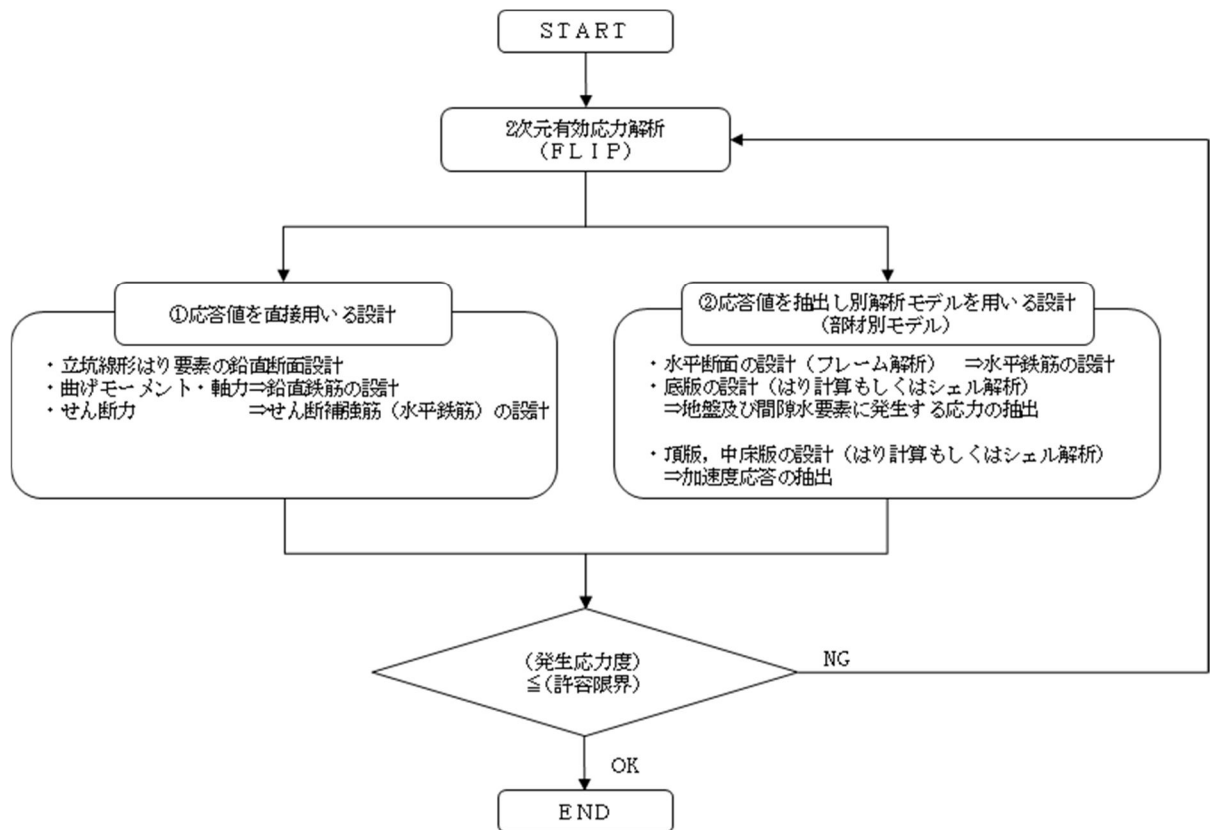 ＳＴＡＲＴ
2次元有効応力解析
(ＦＬＩＰ)
①応答値を直接用いる設計
・立坑線形はり要素の鉛直断面設計
・曲げモーメント・軸力⇒鉛直鉄筋の設計
・せん断力　　　　　　⇒せん断補強筋（水平鉄筋）の設計
②応答値を抽出し別解析モデルを用いる設計
(部材別モデル)
・水平断面の設計（フレーム解析）　⇒水平鉄筋の設計
・底版の設計（はり計算もしくはシェル解析）
⇒地盤及び間隙水要素に発生する応力の抽出
・頂版，中床版の設計（はり計算もしくはシェル解析）
⇒加速度応答の抽出
(発生応力度)
≦(許容限界)
NG
OK
ＥＮＤ